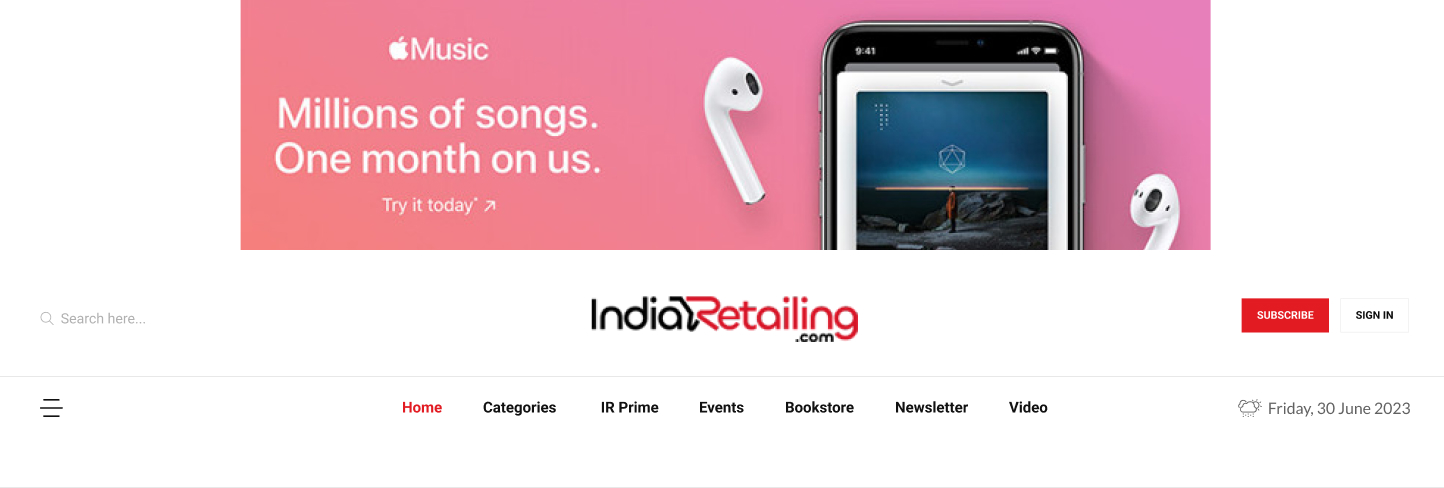 Music
Millions of songs.
One month on us.
Try it today* ↗
9:41
Search here...
IndiaRetailing
.com
SUBSCRIBE
SIGN IN
Home
Categories
IR Prime
Events
Bookstore
Newsletter
Video
Friday, 30 June 2023